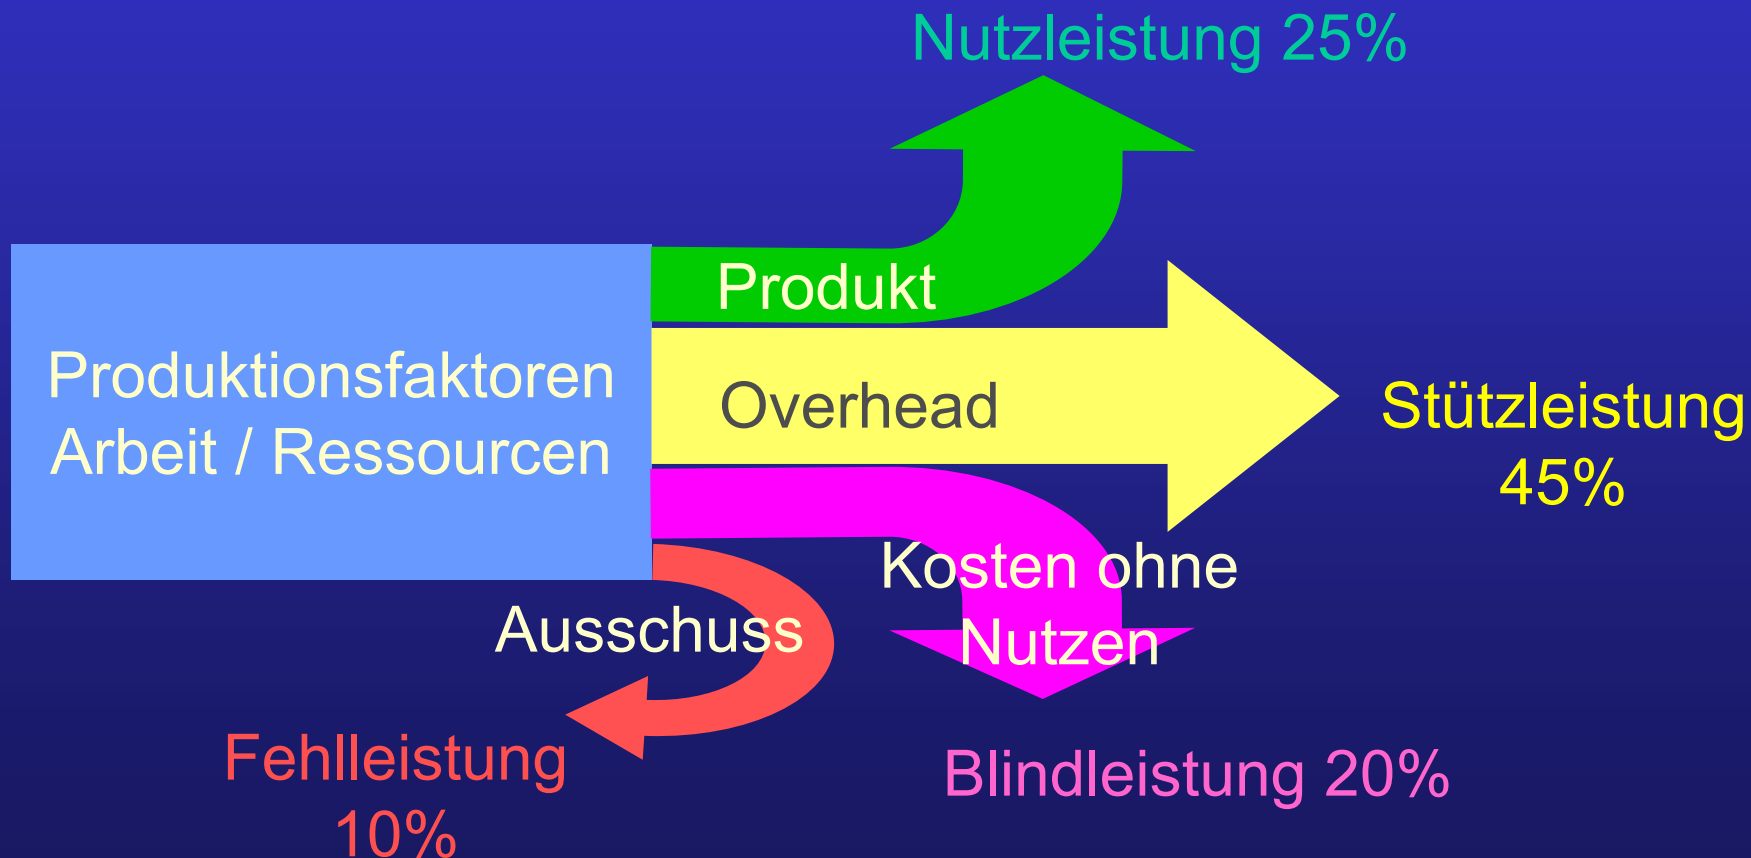 Nutzleistung 25%
Produkt
Produktionsfaktoren
Arbeit / Ressourcen
Overhead
Stützleistung
45%
Kosten ohne
Nutzen
Ausschuss
Fehlleistung
10%
Blindleistung 20%